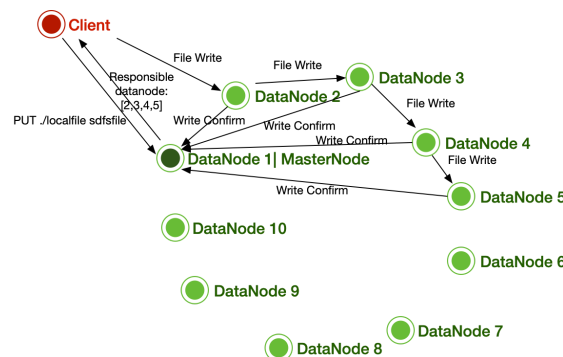 Client
File Write
DataNode 3
Responsible
datanode:
[2,3,4,5]
DataNode 2
File Write
PUT ./localfile sdfsfile
Write Confirm
Write Confirm
Write Confirm
DataNode 4
DataNode 1| MasterNode
File Write
Write Confirm
DataNode 5
DataNode 10
DataNode 6
DataNode 9
DataNode 7
DataNode 8
File Write